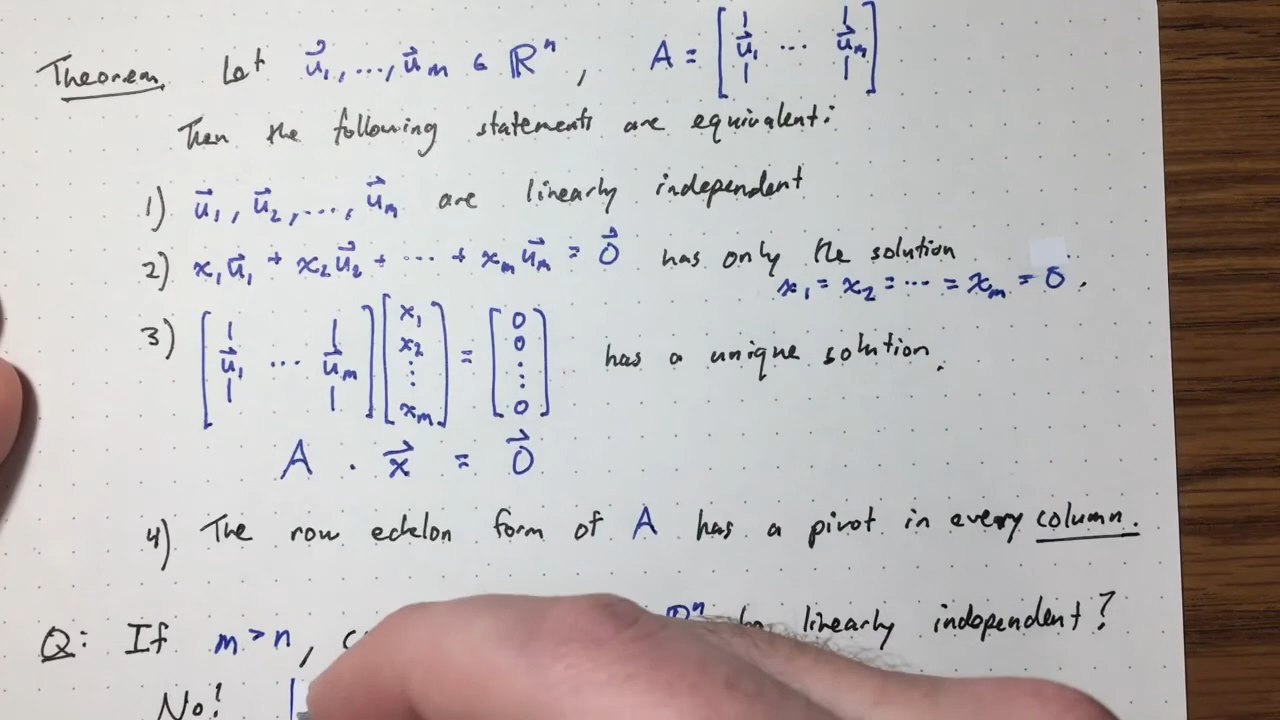 Theorem Let u⃗₁, ..., u⃗ₘ ∈ ℝⁿ, A = [u⃗₁ ... u⃗ₘ]
Then the following statements are equivalent:
1) u⃗₁, u⃗₂, ..., u⃗ₘ are linearly independent
2) x₁u⃗₁ + x₂u⃗₂ + ... + xₘu⃗ₘ = 0⃗ has only the solution
x₁ = x₂ = ... = xₘ = 0.
3) [u⃗₁ ... u⃗ₘ] [x₁ x₂ ⋮ xₘ] = [0 0 ⋮ 0] has a unique solution.
A · x⃗ = 0⃗
4) The row echelon form of A has a pivot in every column.
Q: If m > n, ℝⁿ be linearly independent?
No!